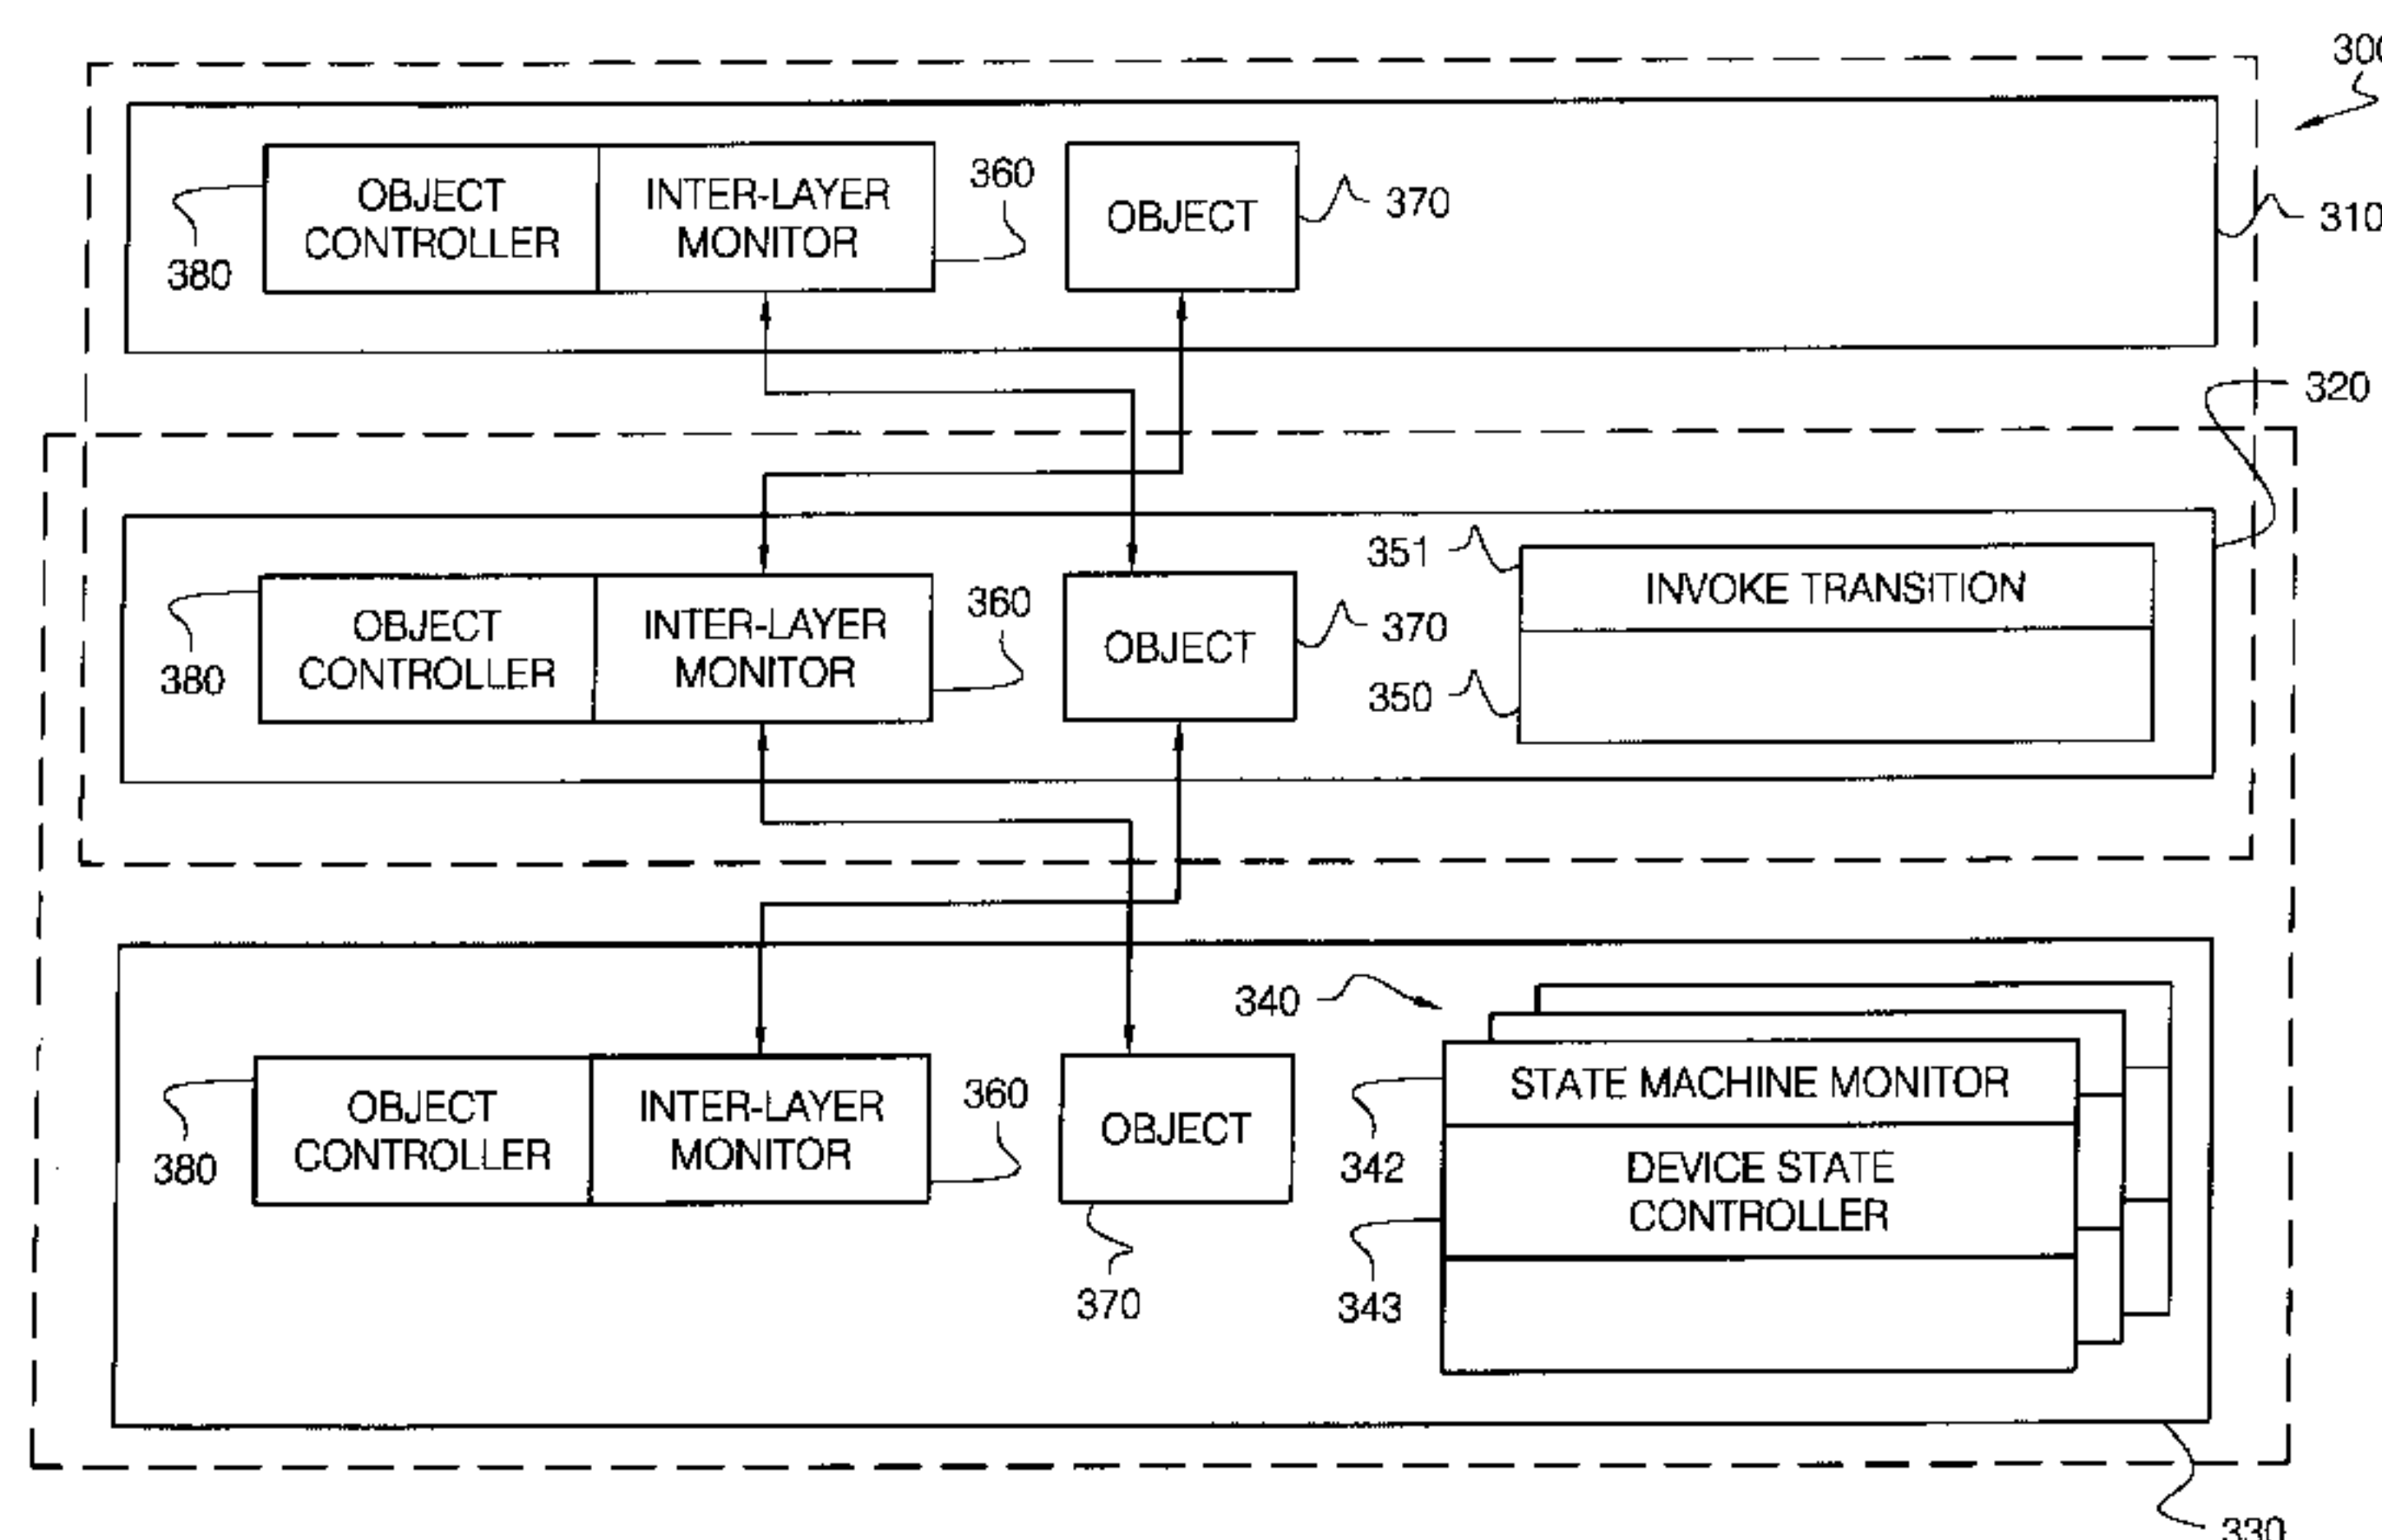 300
OBJECT
CONTROLLER
INTER-LAYER
MONITOR
360
OBJECT
370
380
310
320
351
INVOKE TRANSITION
OBJECT
CONTROLLER
INTER-LAYER
MONITOR
360
OBJECT
370
380
350
340
OBJECT
CONTROLLER
INTER-LAYER
MONITOR
360
OBJECT
STATE MACHINE MONITOR
380
342
DEVICE STATE
CONTROLLER
370
343
330